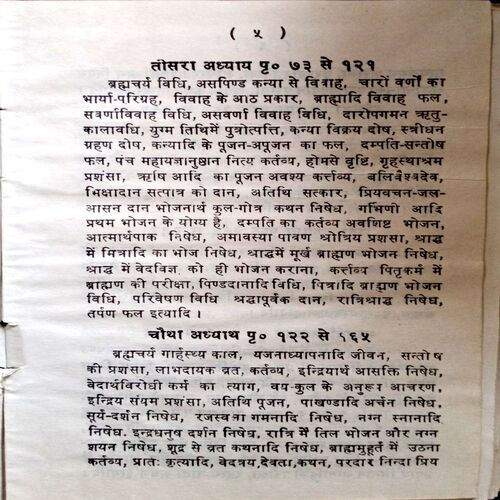 ( ५ )
तीसरा अध्याय पृ० ७३ से १२१
ब्रह्मचर्य विधि, असपिण्ड कन्या से विवाह, चारों वर्णों का
भार्या-परिग्रह, विवाह के आठ प्रकार, ब्राह्मादि विवाह फल,
सवर्णाविवाह विधि, असवर्णा विवाह विधि, दारोपगमन ऋतु-
कालावधि, युग्म तिथिमें पुत्रोत्पत्ति, कन्या विक्रय दोष, स्त्रीधन
ग्रहण दोष, कन्यादि के पूजन-अपूजन का फल, दम्पति-सन्तोष
फल, पंच महायज्ञानुष्ठान नित्य कर्तव्य, होमसे वृष्टि, गृहस्थाश्रम
प्रशंसा, ऋषि आदि का पूजन अवश्य कर्त्तव्य, बलिवैश्वदेव,
भिक्षादान सत्पात्र को दान, अतिथि सत्कार, प्रियवचन-जल-
आसन दान भोजनार्थ कुल-गोत्र कथन निषेध, गर्भिणी आदि
प्रथम भोजन के योग्य है, दम्पति का कर्तव्य अवशिष्ट भोजन,
आत्मार्थपाक निषेध, अमावस्या पार्वण श्रोत्रिय प्रशसा, श्राद्ध
में मित्रादि का भोज निषेध, श्राद्धमें मूर्ख ब्राह्मण भोजन निषेध,
श्राद्ध में वेदविज्ञ को ही भोजन कराना, कर्त्तव्य पितृकर्म में
ब्राह्मण की परीक्षा, पिण्डदानादि विधि, पित्रादि ब्राह्मण भोजन
विधि, परिवेषण विधि श्रद्धापूर्वक दान, रात्रिश्राद्ध निषेध,
तर्पण फल इत्यादि ।
चौथा अध्याय पृ० १२२ से १६५
ब्रह्मचर्य गार्हस्थ्य काल, यजनाध्यापनादि जीवन, सन्तोष
की प्रशंसा, लाभदायक व्रत, कर्तव्य, इन्द्रियार्थ आसक्ति निषेध,
वेदार्थविरोधी कर्म का त्याग, वय-कुल के अनुरूप आचरण,
इन्द्रिय संयम प्रशंसा, अतिथि पूजन, पाखण्डादि अर्चन निषेध,
सूर्य-दर्शन निषेध, रजस्वला गमनादि निषेध, नग्न स्नानादि
निषेध. इन्द्रधनुष दर्शन निषेध, रात्रि में तिल भोजन और नग्न
शयन निषेध, शूद्र से व्रत कथनादि निषेध, ब्राह्ममुहूर्त में उठना
कर्तव्य, प्रातः कृत्यादि, वेदत्रय,देवता,कथन, परदार निन्दा प्रिय